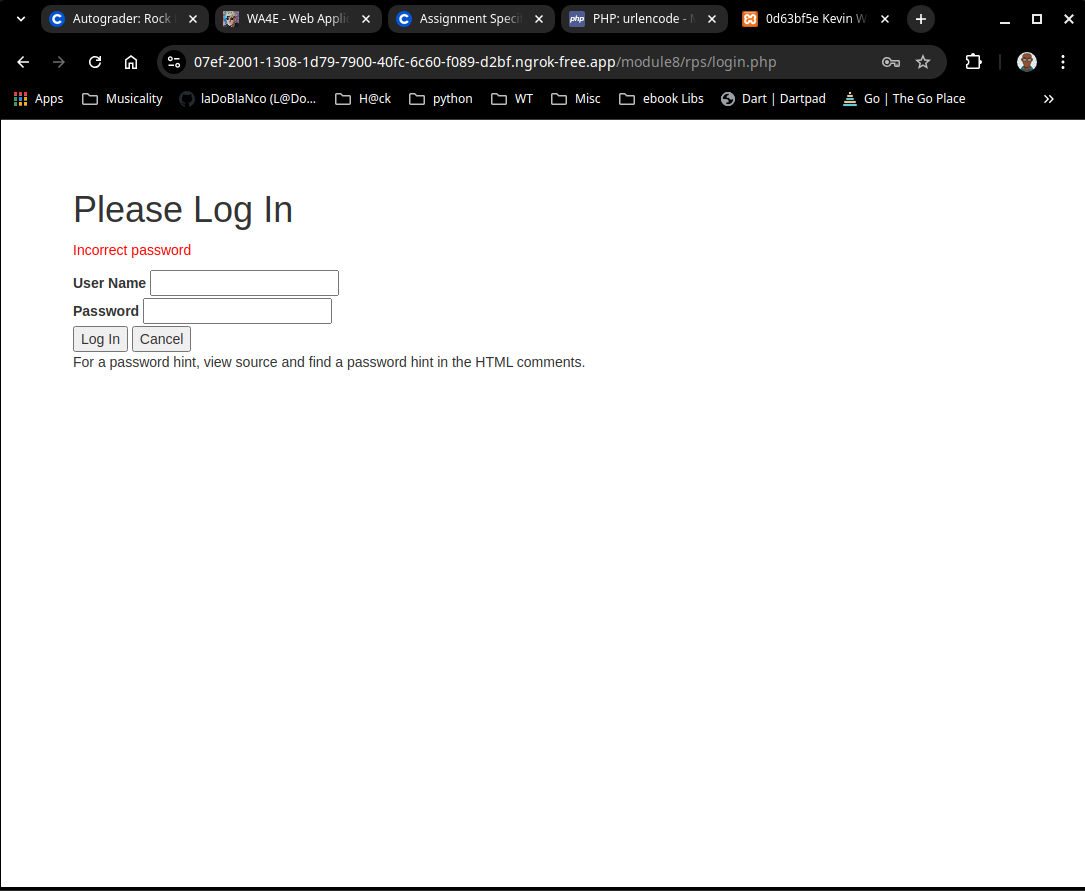 Autograder: Rock
WA4E - Web Applic
Assignment Specif
php PHP: urlencode -
0d63bf5e Kevin W
07ef-2001-1308-1d79-7900-40fc-6c60-f089-d2bf.ngrok-free.app/module8/rps/login.php
Apps Musicality laDoBlaNco (L@Do... H@ck python WT Misc ebook Libs Dart | Dartpad Go | The Go Place
Please Log In
Incorrect password
User Name
Password
Log In Cancel
For a password hint, view source and find a password hint in the HTML comments.